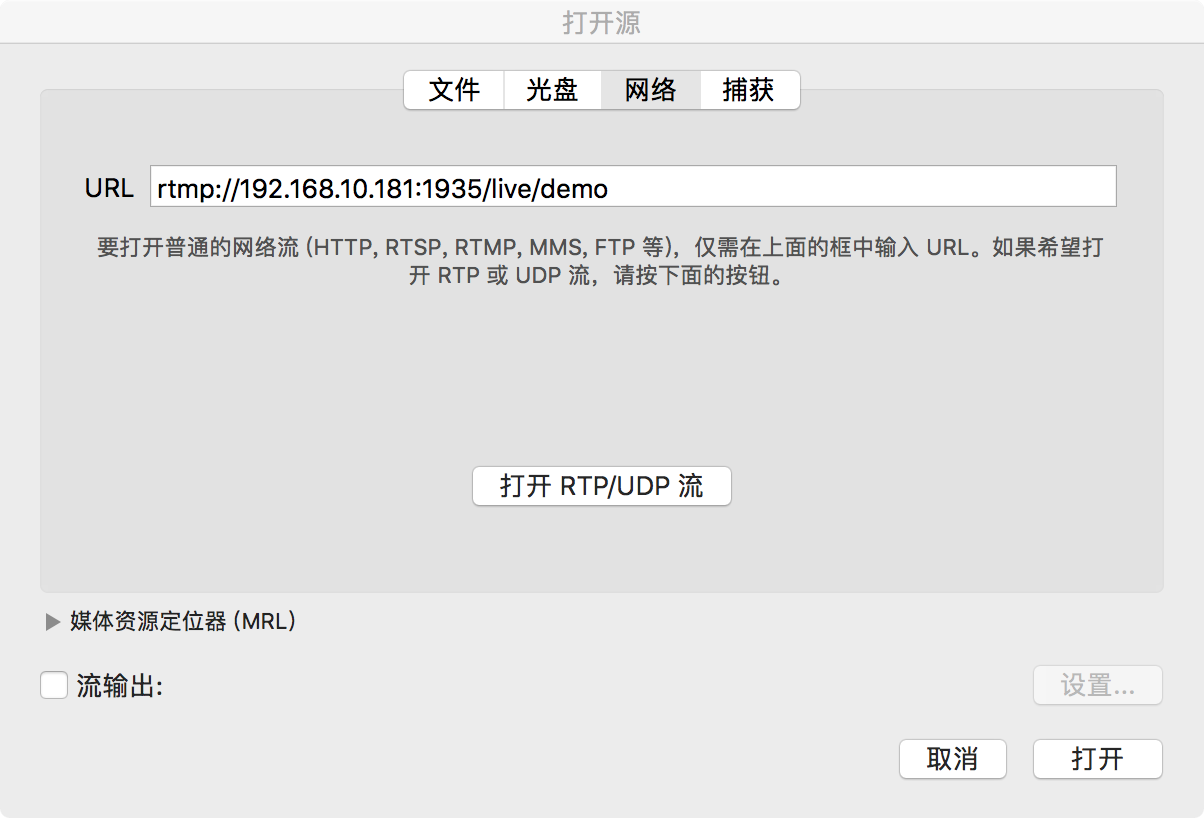 打开源
文件 光盘 网络 捕获
URL rtmp://192.168.10.181:1935/live/demo
要打开普通的网络流 (HTTP, RTSP, RTMP, MMS, FTP 等)，仅需在上面的框中输入 URL。如果希望打
开 RTP 或 UDP 流，请按下面的按钮。
打开 RTP/UDP 流
媒体资源定位器 (MRL)
流输出:
设置...
取消 打开